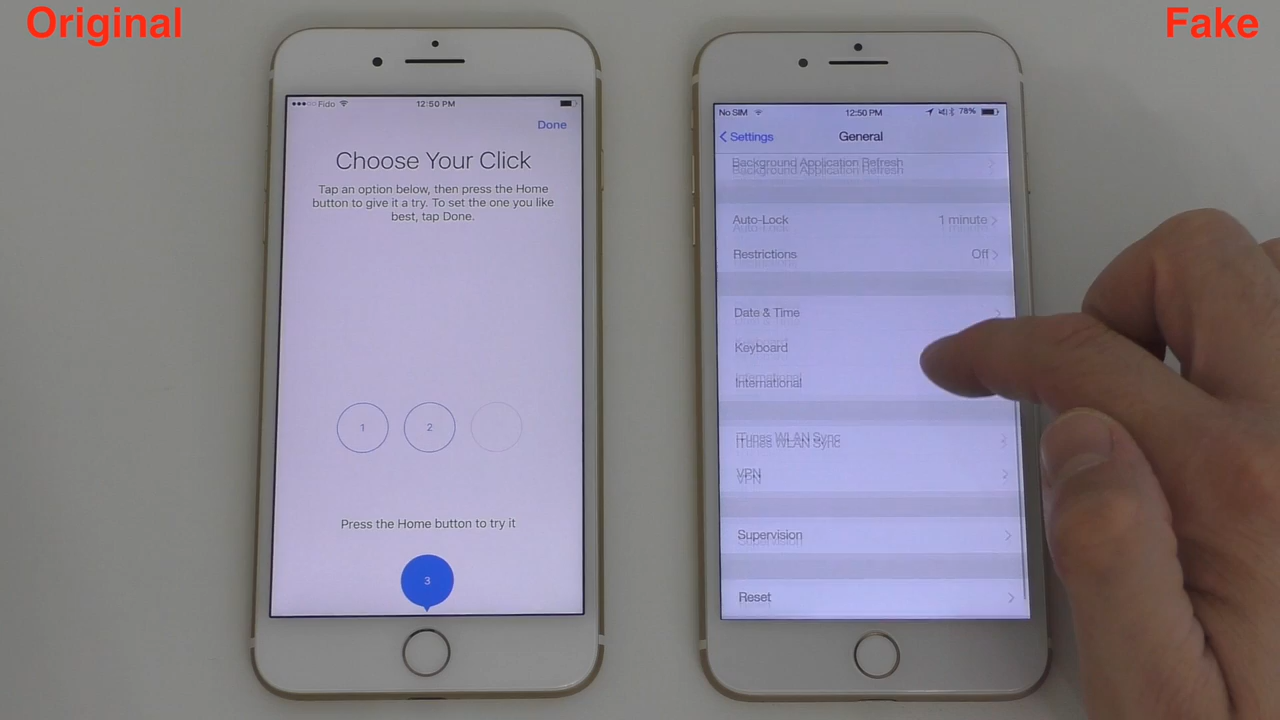 Original
Fake
Fido
12:50 PM
Done
Choose Your Click
Tap an option below, then press the Home
button to give it a try. To set the one you like
best, tap Done.
1
2
Press the Home button to try it
3
No SIM
12:50 PM
78%
Settings
General
Background Application Refresh
Auto-Lock
1 minute
Restrictions
Off
Date & Time
Keyboard
International
iTunes WLAN Sync
VPN
Supervision
Reset